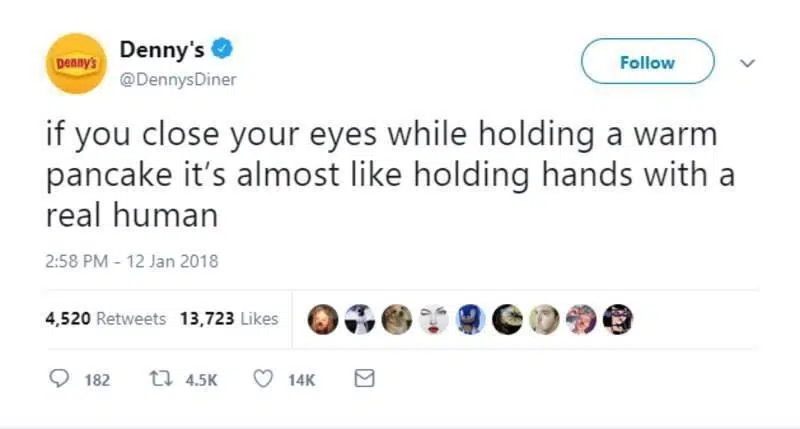 Denny's
Denny's
@DennysDiner
Follow
if you close your eyes while holding a warm
pancake it's almost like holding hands with a
real human
2:58 PM - 12 Jan 2018
4,520 Retweets 13,723 Likes
182 4.5K 14K